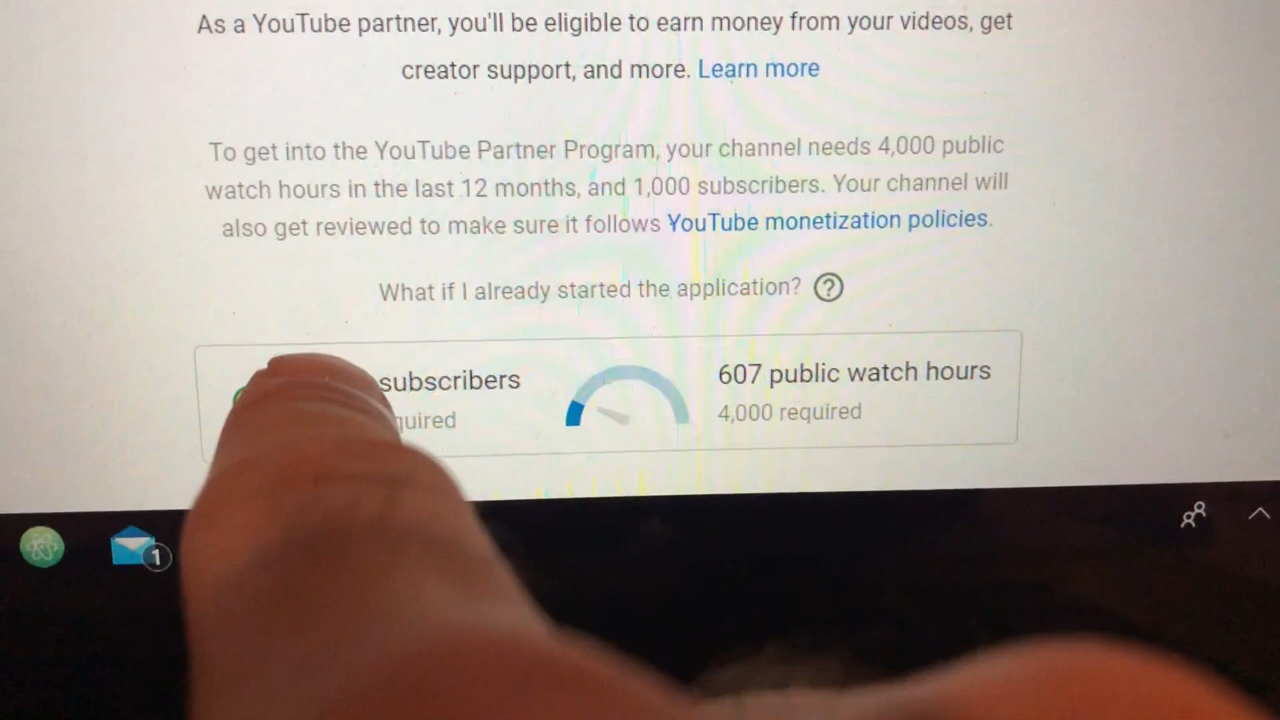 As a YouTube partner, you'll be eligible to earn money from your videos, get
creator support, and more. Learn more
To get into the YouTube Partner Program, your channel needs 4,000 public
watch hours in the last 12 months, and 1,000 subscribers. Your channel will
also get reviewed to make sure it follows YouTube monetization policies.
What if I already started the application? ?
subscribers
quired
607 public watch hours
4,000 required
1